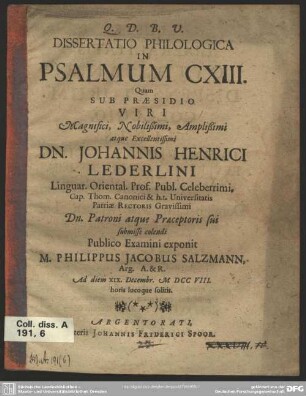 Q. D. B. V.
DISSERTATIO PHILOLOGICA
IN
PSALMUM CXIII.
Quam
SUB PRÆSIDIO
VIRI
Magnifici, Nobilissimi, Amplissimi
atque Excellentissimi
DN. JOHANNIS HENRICI
LEDERLINI
Linguar. Oriental. Prof. Publ. Celeberrimi,
Cap. Thom. Canonici & h.t. Universitatis
Patriæ RECTORIS Gravissimi
Dn. Patroni atque Præceptoris sui
submisse colendi
Publico Examini exponit
M. PHILIPPUS JACOBUS SALZMANN,
Arg. A. & R.
Ad diem XIX. Decembr. M DCC VIII.
horis locoque solitis.
ARGENTORATI,
Literis JOHANNIS FRIDERICI SPOOR.
Coll. diss. A
191, 6